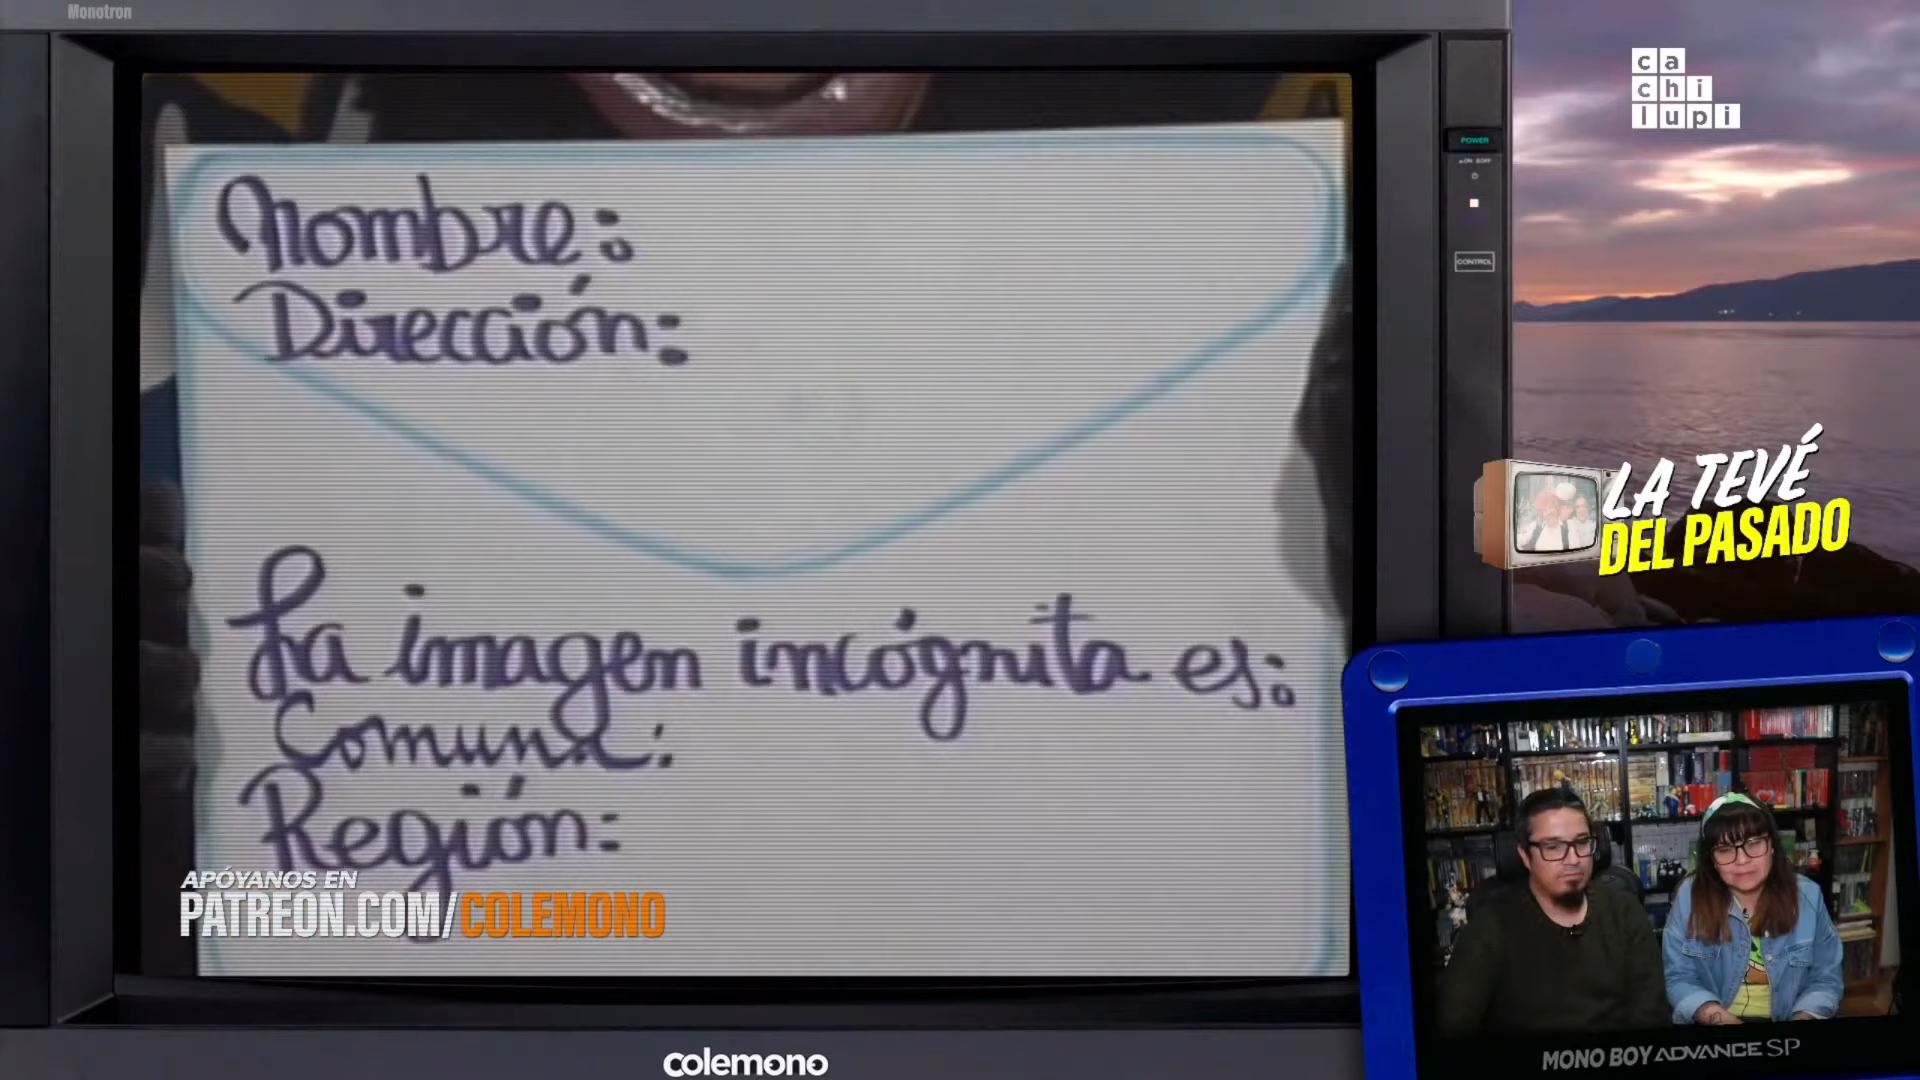 Monotron
ca
chi
lupi
POWER
CONTROL
Nombre:
Dirección:
La imagen incógnita es:
Comuna:
Región:
APÓYANOS EN
PATREON.COM/COLEMONO
LA TEVÉ
DEL PASADO
colemono
MONO BOY ADVANCE SP